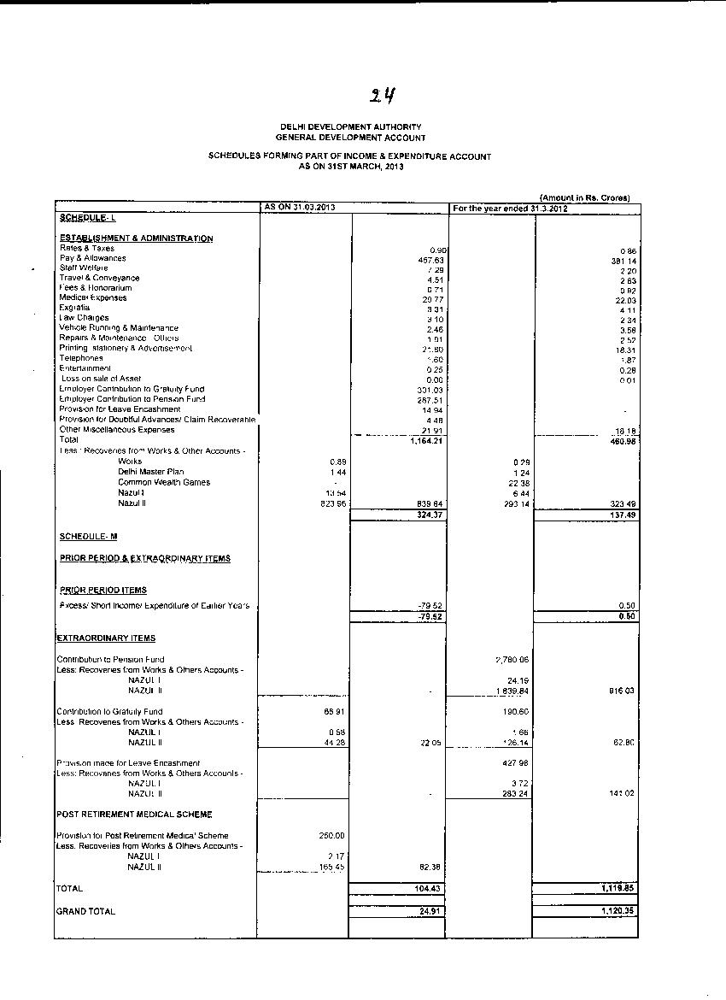 24
DELHI DEVELOPMENT AUTHORITY
GENERAL DEVELOPMENT ACCOUNT
SCHEDULES FORMING PART OF INCOME & EXPENDITURE ACCOUNT
AS ON 31ST MARCH, 2013
(Amount in Rs. Crores)
AS ON 31.03.2013 For the year ended 31.3.2012
SCHEDULE- L
ESTABLISHMENT & ADMINISTRATION
Rates & Taxes 0.90 0.86
Pay & Allowances 457.63 381.14
Staff Welfare 7.29 2.20
Travel & Conveyance 4.51 2.83
Fees & Honorarium 0.71 0.92
Medical Expenses 29.77 22.03
Exgratia 3.31 4.11
Law Charges 3.10 2.34
Vehicle Running & Maintenance 2.46 3.56
Repairs & Maintenance - Others 1.91 2.52
Printing, stationery & Advertisement 21.80 18.31
Telephones 1.60 1.87
Entertainment 0.25 0.28
Loss on sale of Asset 0.00 0.01
Employer Contribution to Gratuity Fund 301.03
Employer Contribution to Pension Fund 287.51
Provision for Leave Encashment 14.94 -
Provision for Doubtful Advances/ Claim Recoverable 4.48
Other Miscellaneous Expenses 21.91 18.18
Total 1,164.21 460.98
Less : Recoveries from Works & Other Accounts -
Works 0.89 0.29
Delhi Master Plan 1.44 1.24
Common Wealth Games - 22.38
Nazul I 13.54 6.44
Nazul II 823.96 839.84 293.14 323.49
324.37 137.49
SCHEDULE- M
PRIOR PERIOD & EXTRAORDINARY ITEMS
PRIOR PERIOD ITEMS
Excess/ Short Income/ Expenditure of Earlier Years -79.52 0.50
-79.52 0.50
EXTRAORDINARY ITEMS
Contribution to Pension Fund 2,780.06
Less: Recoveries from Works & Others Accounts -
NAZUL I 24.19
NAZUL II - 1,839.84 916.03
Contribution to Gratuity Fund 66.91 190.60
Less: Recoveries from Works & Others Accounts -
NAZUL I 0.58 1.66
NAZUL II 44.28 22.05 126.14 62.80
Provision made for Leave Encashment 427.98
Less: Recoveries from Works & Others Accounts -
NAZUL I 3.72
NAZUL II - 283.24 141.02
POST RETIREMENT MEDICAL SCHEME
Provision for Post Retirement Medical Scheme 250.00
Less: Recoveries from Works & Others Accounts -
NAZUL I 2.17
NAZUL II 165.45 82.38
TOTAL 104.43 1,119.85
GRAND TOTAL 24.91 1,120.35